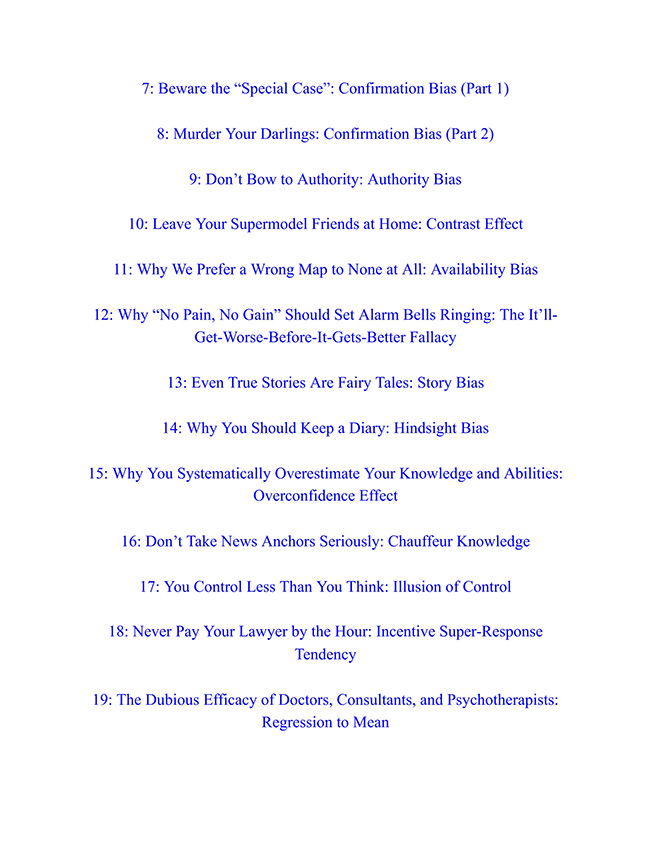 7: Beware the “Special Case”: Confirmation Bias (Part 1)
8: Murder Your Darlings: Confirmation Bias (Part 2)
9: Don’t Bow to Authority: Authority Bias
10: Leave Your Supermodel Friends at Home: Contrast Effect
11: Why We Prefer a Wrong Map to None at All: Availability Bias
12: Why “No Pain, No Gain” Should Set Alarm Bells Ringing: The It’ll-
Get-Worse-Before-It-Gets-Better Fallacy
13: Even True Stories Are Fairy Tales: Story Bias
14: Why You Should Keep a Diary: Hindsight Bias
15: Why You Systematically Overestimate Your Knowledge and Abilities:
Overconfidence Effect
16: Don’t Take News Anchors Seriously: Chauffeur Knowledge
17: You Control Less Than You Think: Illusion of Control
18: Never Pay Your Lawyer by the Hour: Incentive Super-Response
Tendency
19: The Dubious Efficacy of Doctors, Consultants, and Psychotherapists:
Regression to Mean